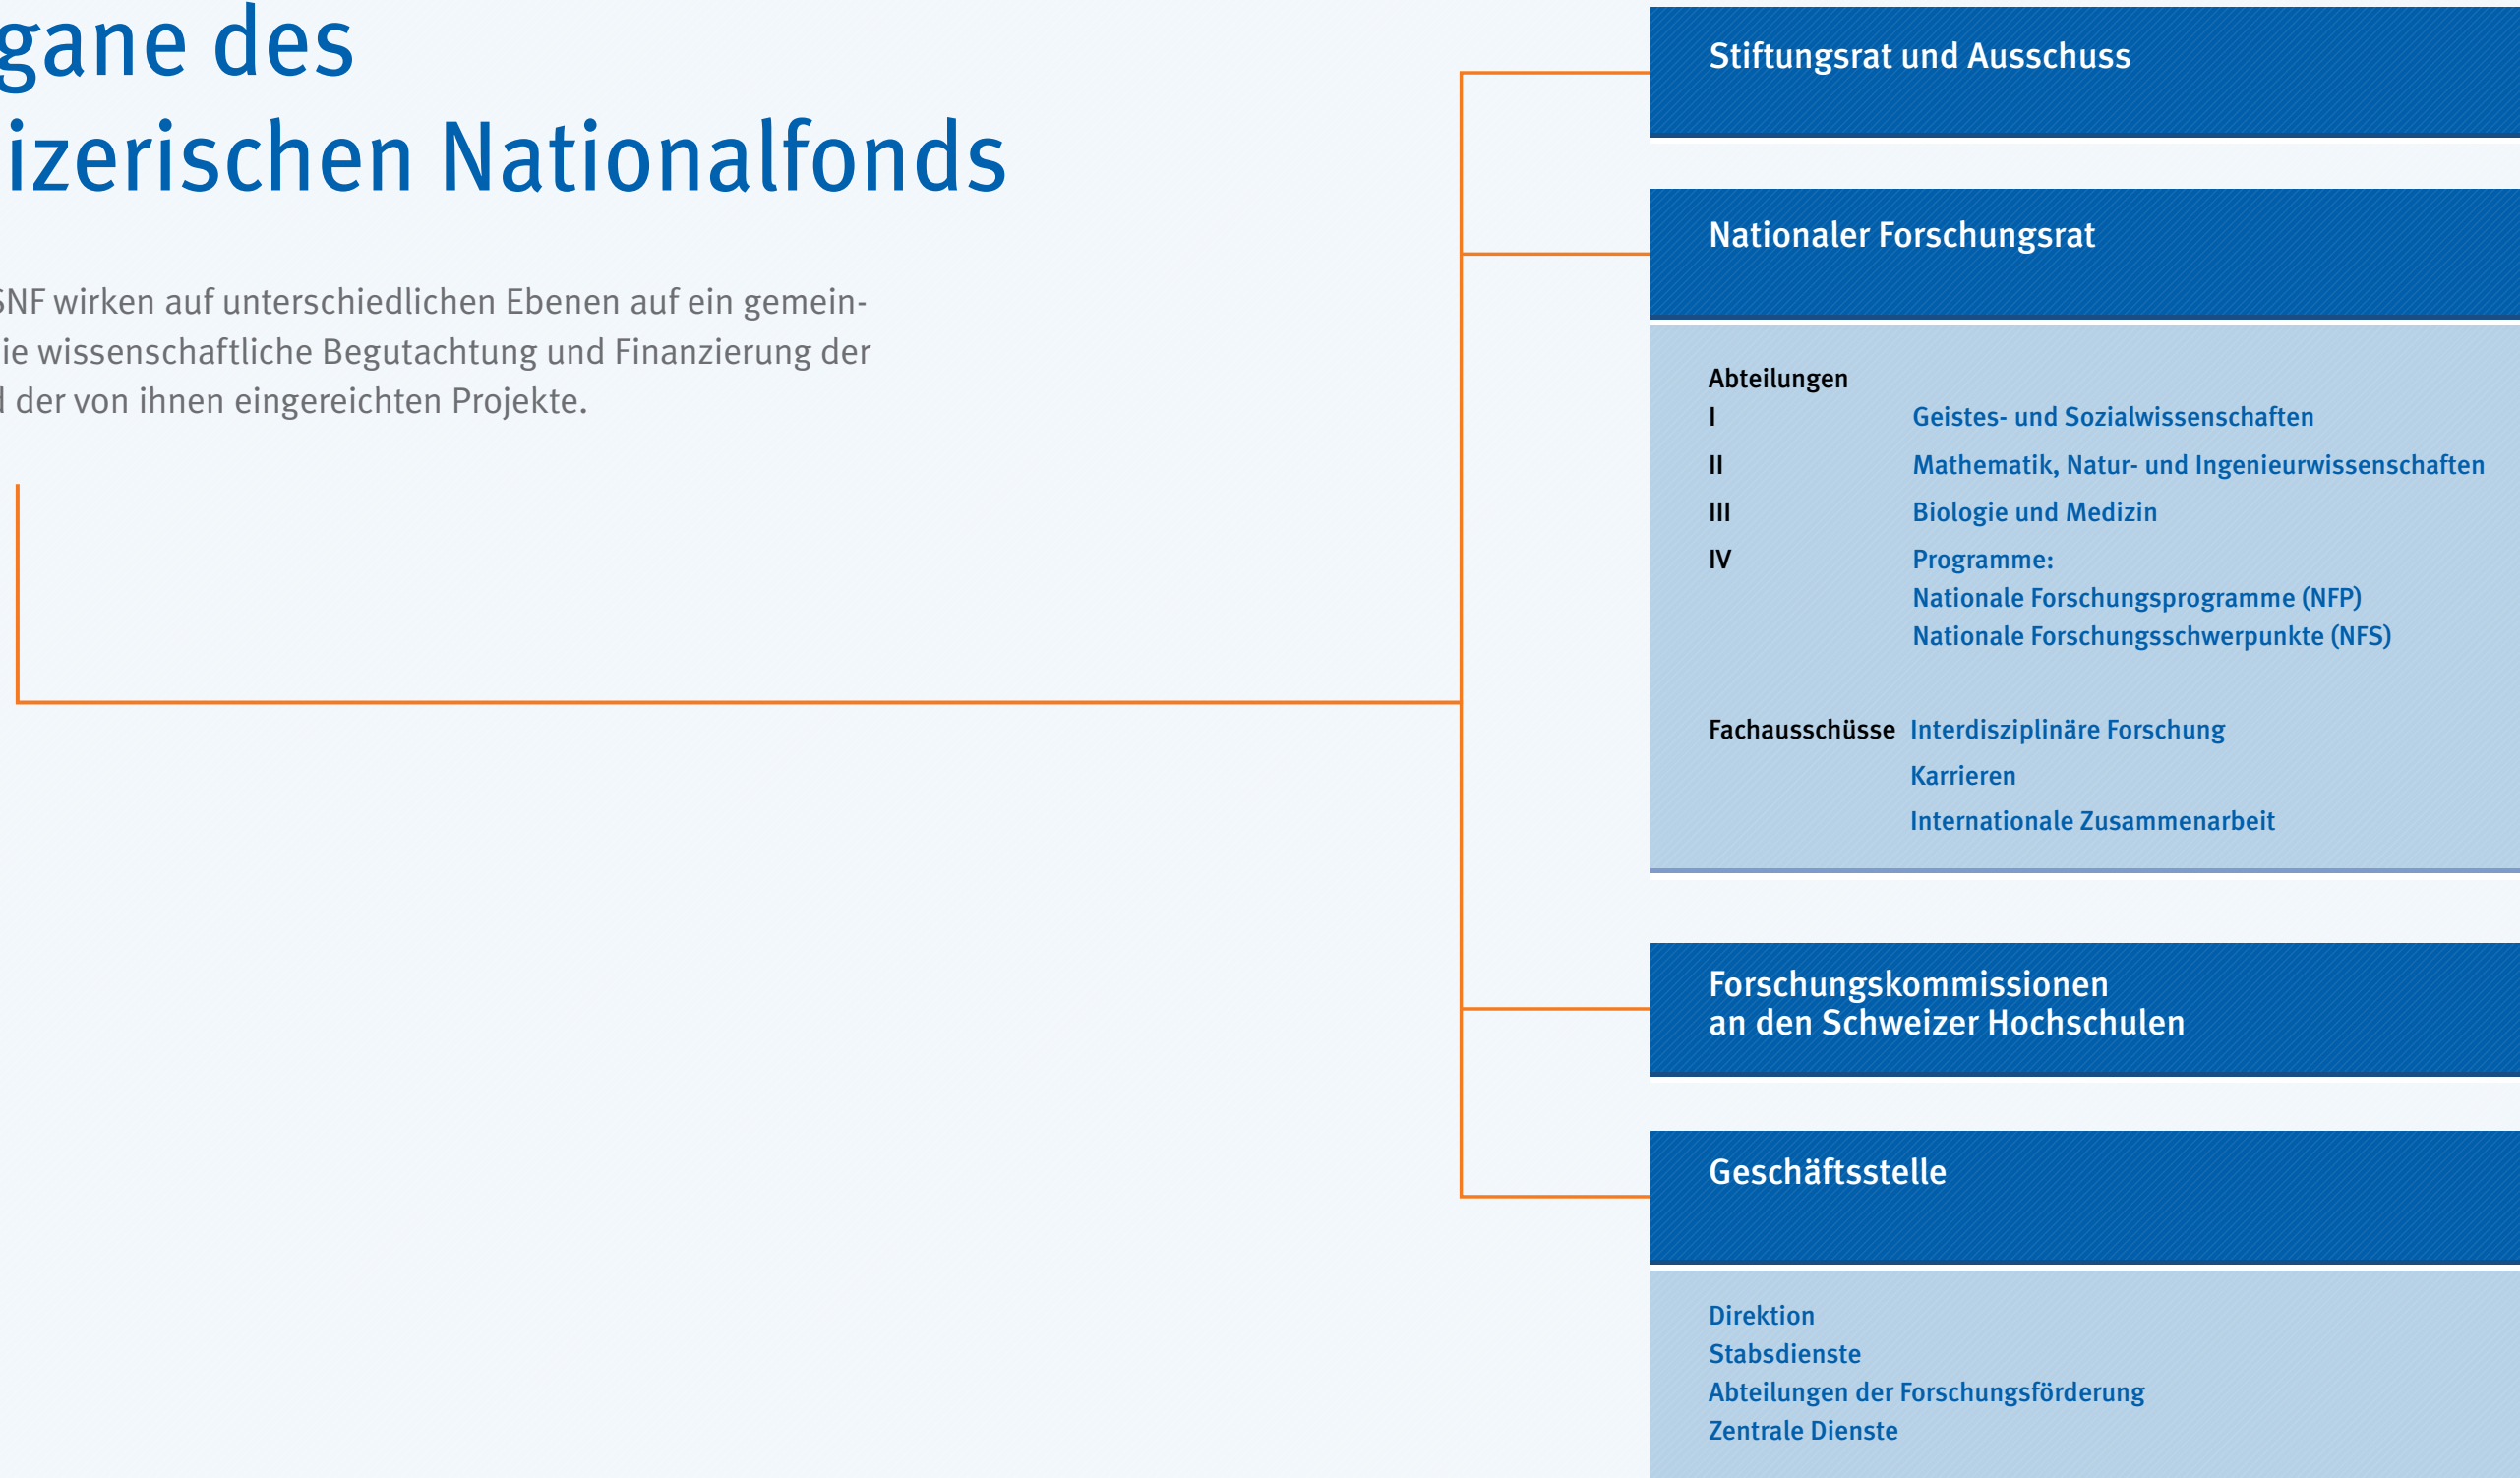 gane des
izerischen Nationalfonds
SNF wirken auf unterschiedlichen Ebenen auf ein gemein-
ie wissenschaftliche Begutachtung und Finanzierung der
d der von ihnen eingereichten Projekte.
Stiftungsrat und Ausschuss
Nationaler Forschungsrat
Abteilungen
I Geistes- und Sozialwissenschaften
II Mathematik, Natur- und Ingenieurwissenschaften
III Biologie und Medizin
IV Programme:
Nationale Forschungsprogramme (NFP)
Nationale Forschungsschwerpunkte (NFS)
Fachausschüsse Interdisziplinäre Forschung
Karrieren
Internationale Zusammenarbeit
Forschungskommissionen
an den Schweizer Hochschulen
Geschäftsstelle
Direktion
Stabsdienste
Abteilungen der Forschungsförderung
Zentrale Dienste